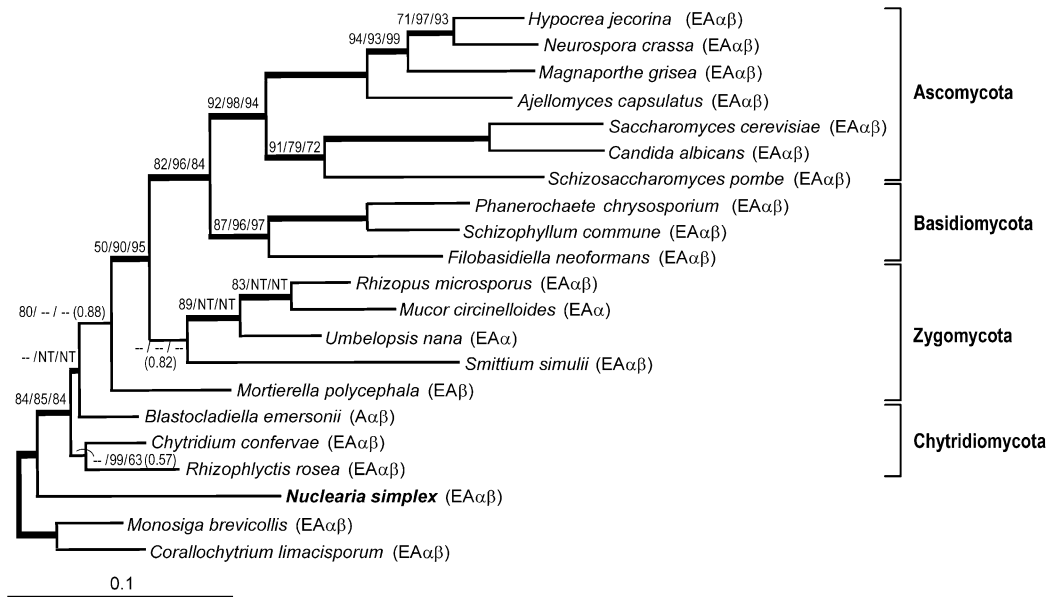 71/97/93
Hypocrea jecorina (EAαβ)
94/93/99
Neurospora crassa (EAαβ)
Magnaporthe grisea (EAαβ)
Ascomycota
92/98/94
Ajellomyces capsulatus (EAαβ)
Saccharomyces cerevisiae (EAαβ)
91/79/72
Candida albicans (EAαβ)
82/96/84
Schizosaccharomyces pombe (EAαβ)
Phanerochaete chrysosporium (EAαβ)
87/96/97
Schizophyllum commune (EAαβ)
Basidiomycota
50/90/95
Filobasidiella neoformans (EAαβ)
83/NT/NT
Rhizopus microsporus (EAαβ)
89/NT/NT
Mucor circinelloides (EAα)
80/ -- / -- (0.88)
Umbelopsis nana (EAα)
Zygomycota
-- / -- / --
(0.82)
-- /NT/NT
Smittium simulii (EAαβ)
Mortierella polycephala (EAβ)
84/85/84
Blastocladiella emersonii (Aαβ)
Chytridium confervae (EAαβ)
Chytridiomycota
-- /99/63(0.57)
Rhizophlyctis rosea (EAαβ)
Nuclearia simplex (EAαβ)
Monosiga brevicollis (EAαβ)
Corallochytrium limacisporum (EAαβ)
0.1